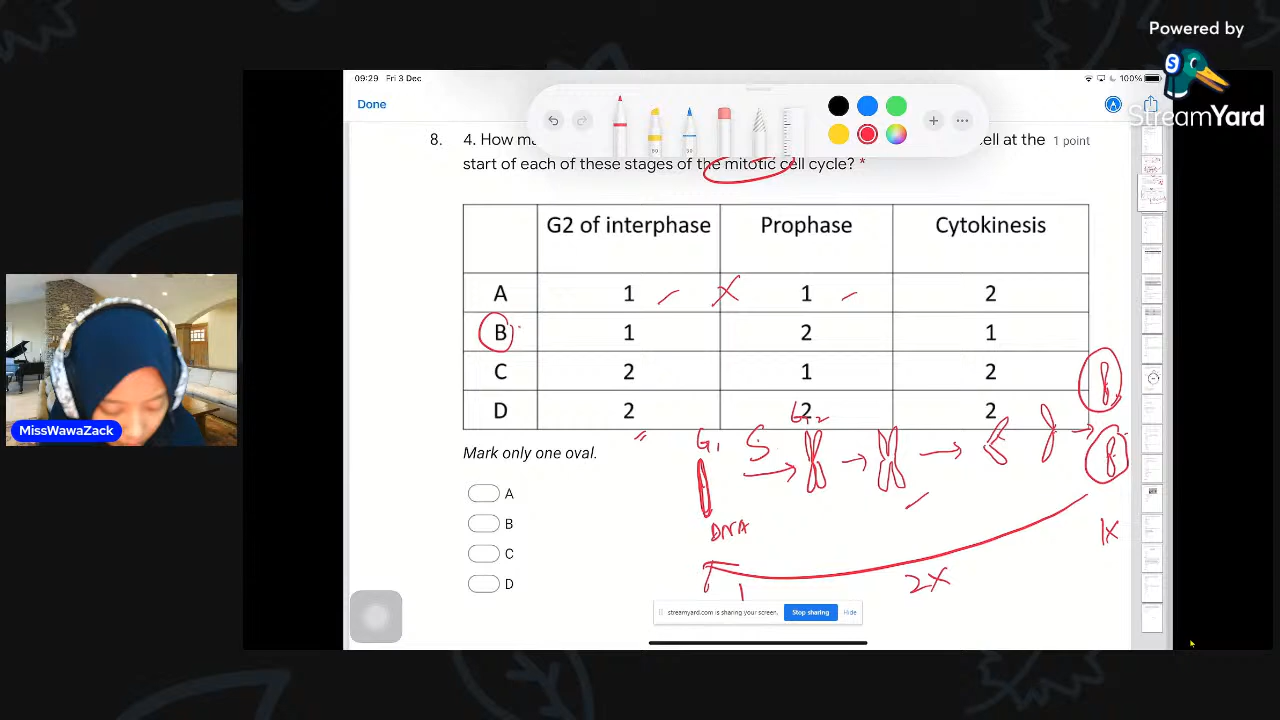 Powered by
StreamYard
09:29 Fri 3 Dec
100%
Done
8. 4. How m
ell at the 1 point
start of each of these stages of the mitotic cell cycle? *
G2 of interphase Prophase Cytokinesis
A 1 X 1 2
B 1 2 1
C 2 1 2
D 2 2 2
G1 S G2
Mark only one oval.
A
B
C
D
DNA
1X
2X
streamyard.com is sharing your screen. Stop sharing Hide
MissWawaZack